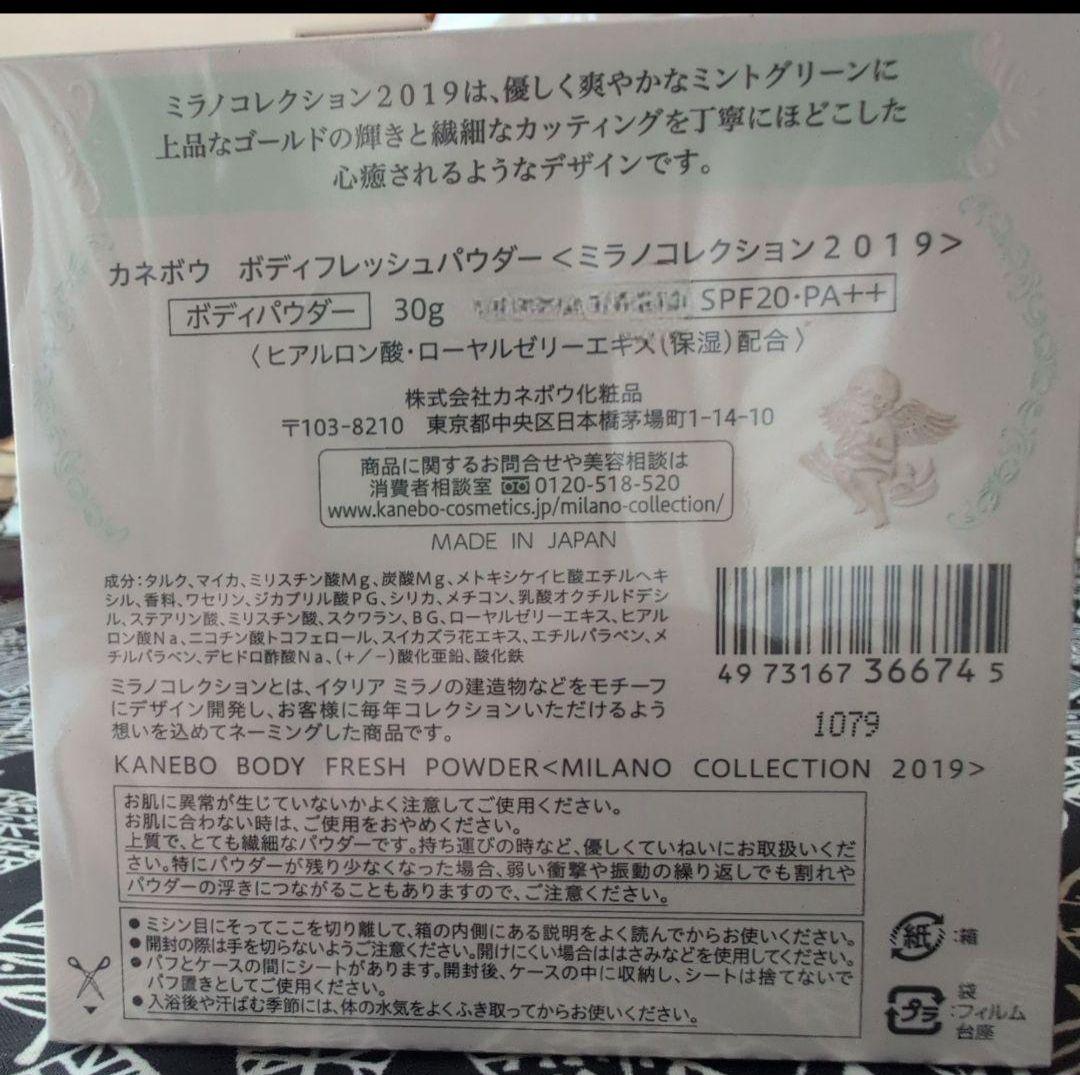 ミラノコレクション2019は、優しく爽やかなミントグリーンに
上品なゴールドの輝きと繊細なカッティングを丁寧にほどこした
心癒されるようなデザインです。
カネボウ ボディフレッシュパウダー<ミラノコレクション2019>
ボディパウダー 30g SPF20・PA++
〈ヒアルロン酸・ローヤルゼリーエキス(保湿)配合〉
株式会社カネボウ化粧品
〒103-8210 東京都中央区日本橋茅場町1-14-10
商品に関するお問合せや美容相談は
消費者相談室 0120-518-520
www.kanebo-cosmetics.jp/milano-collection/
MADE IN JAPAN
成分:タルク、マイカ、ミリスチン酸Mg、炭酸Mg、メトキシケイヒ酸エチルヘキ
シル、香料、ワセリン、ジカプリル酸PG、シリカ、メチコン、乳酸オクチルドデシ
ル、ステアリン酸、ミリスチン酸、スクワラン、BG、ローヤルゼリーエキス、ヒアル
ロン酸Na、ニコチン酸トコフェロール、スイカズラ花エキス、エチルパラベン、メ
チルパラベン、デヒドロ酢酸Na、(+/-)酸化亜鉛、酸化鉄
4973167366745
1079
ミラノコレクションとは、イタリア ミラノの建造物などをモチーフ
にデザイン開発し、お客様に毎年コレクションいただけるよう
想いを込めてネーミングした商品です。
KANEBO BODY FRESH POWDER<MILANO COLLECTION 2019>
お肌に異常が生じていないかよく注意してご使用ください。
お肌に合わない時は、ご使用をおやめください。
上質で、とても繊細なパウダーです。持ち運びの時など、優しくていねいにお取扱いくだ
さい。特にパウダーが残り少なくなった場合、弱い衝撃や振動の繰り返しでも割れや
パウダーの浮きにつながることもありますので、ご注意ください。
●ミシン目にそってここを切り離して、箱の内側にある説明をよく読んでからお使いください。
●開封の際は手を切らないようご注意ください。開けにくい場合ははさみなどを使用してください。
●パフとケースの間にシートがあります。開封後、ケースの中に収納し、シートは捨てないで
パフ置きとしてご使用ください。
●入浴後や汗ばむ季節には、体の水気をよくふき取ってからお使いください。
紙:箱
プラ:袋
フィルム
台座